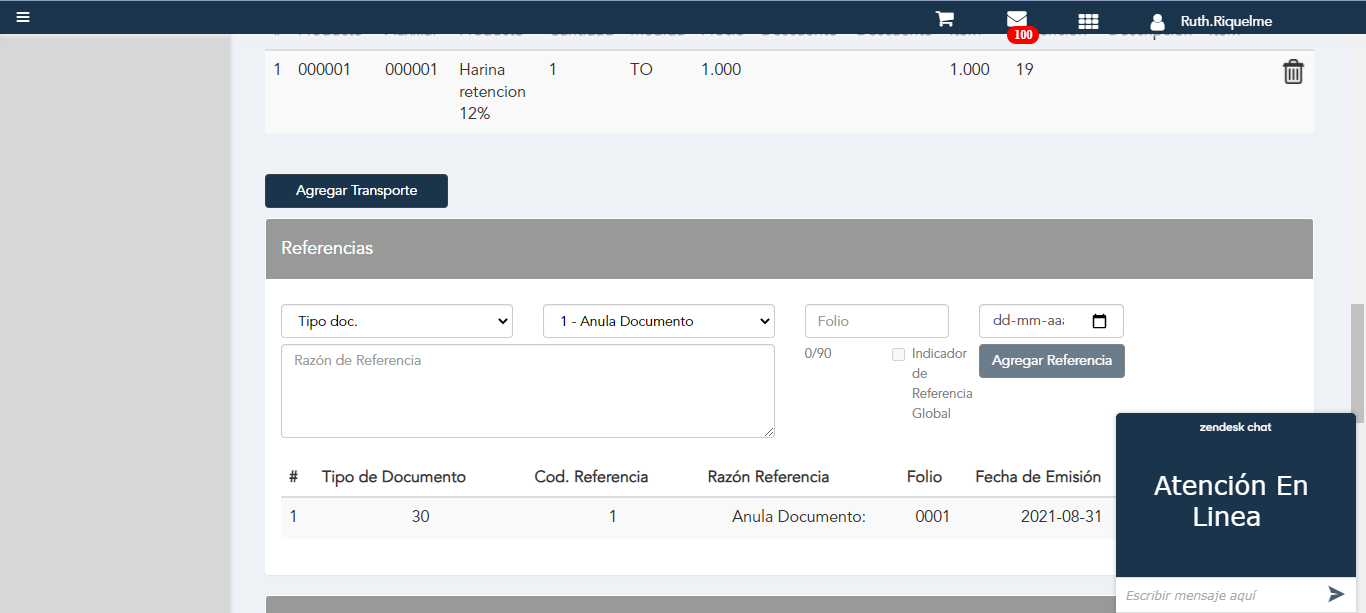 Ruth.Riquelme
100
1 000001 000001 Harina 1 TO 1.000 1.000 19
retencion
12%
Agregar Transporte
Referencias
Tipo doc. 1 - Anula Documento Folio dd-mm-aa
Razón de Referencia 0/90 Indicador Agregar Referencia
de
Referencia
Global
zendesk chat
Atención En
Linea
# Tipo de Documento Cod. Referencia Razón Referencia Folio Fecha de Emisión
1 30 1 Anula Documento: 0001 2021-08-31
Escribir mensaje aquí